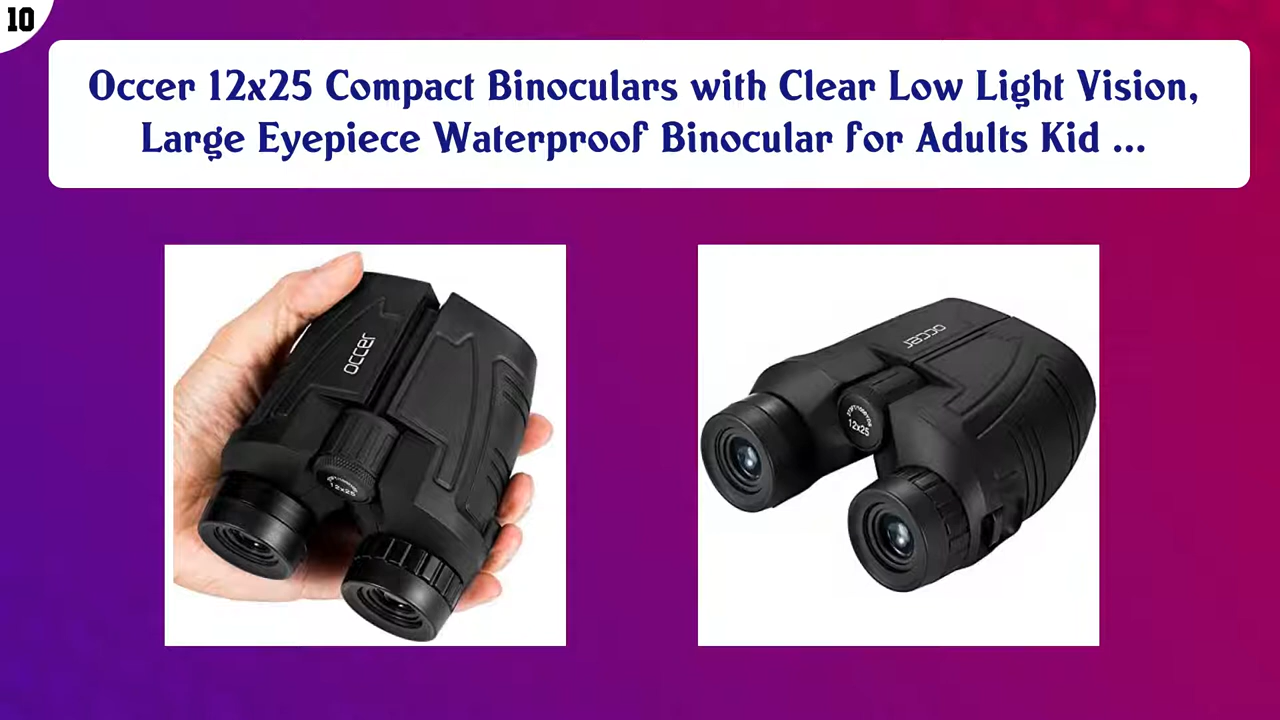 10
Occer 12x25 Compact Binoculars with Clear Low Light Vision,
Large Eyepiece Waterproof Binocular for Adults Kid ...
occer
12x25
occer
12x25